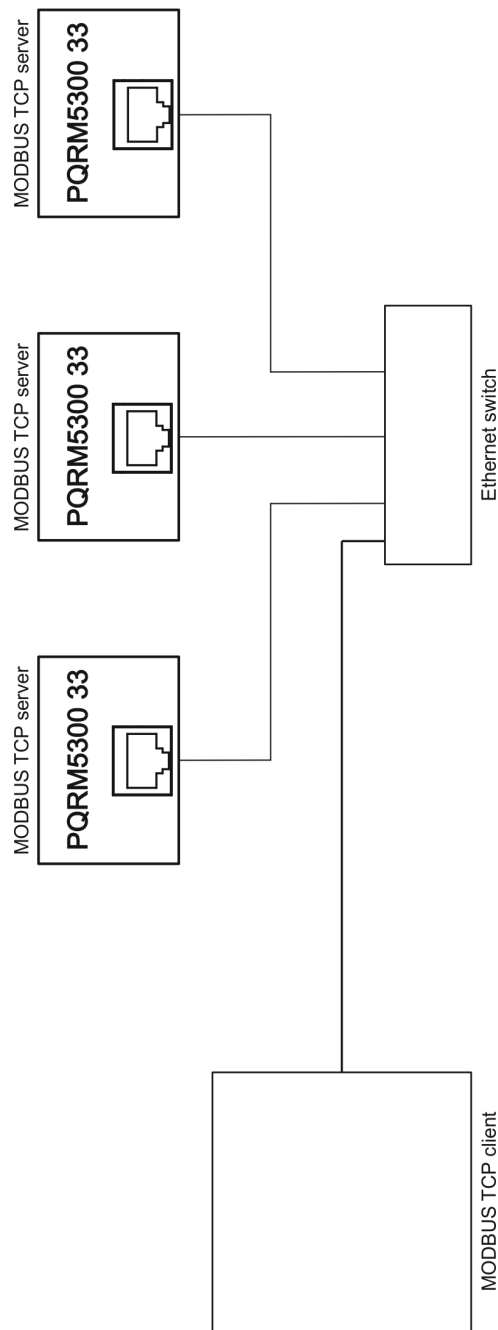 MODBUS TCP server
PQRM5300 33
MODBUS TCP server
PQRM5300 33
MODBUS TCP server
PQRM5300 33
Ethernet switch
MODBUS TCP client